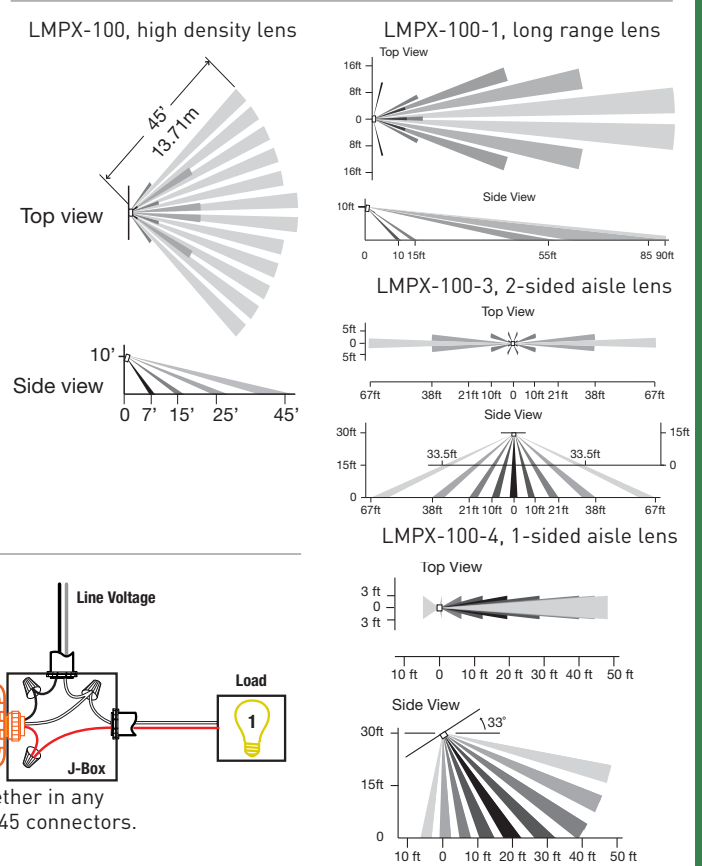 LMPX-100, high density lens
45’
13.71m
Top view
10’
Side view
0 7’ 15’ 25’ 45’
LMPX-100-1, long range lens
Top View
16ft
8ft
0
8ft
16ft
Side View
10ft
0 10 15ft 55ft 85 90ft
LMPX-100-3, 2-sided aisle lens
Top View
5ft
0
5ft
67ft 38ft 21ft 10ft 0 10ft 21ft 38ft 67ft
Side View
30ft
15ft
15ft
0
33.5ft 33.5ft
0
67ft 38ft 21ft 10ft 0 10ft 21ft 38ft 67ft
LMPX-100-4, 1-sided aisle lens
Top View
3 ft
0
3 ft
10 ft 0 10 ft 20 ft 30 ft 40 ft 50 ft
Side View
33°
30ft
15ft
0
10 ft 0 10 ft 20 ft 30 ft 40 ft 50 ft
Line Voltage
Load
1
J-Box
ether in any
45 connectors.